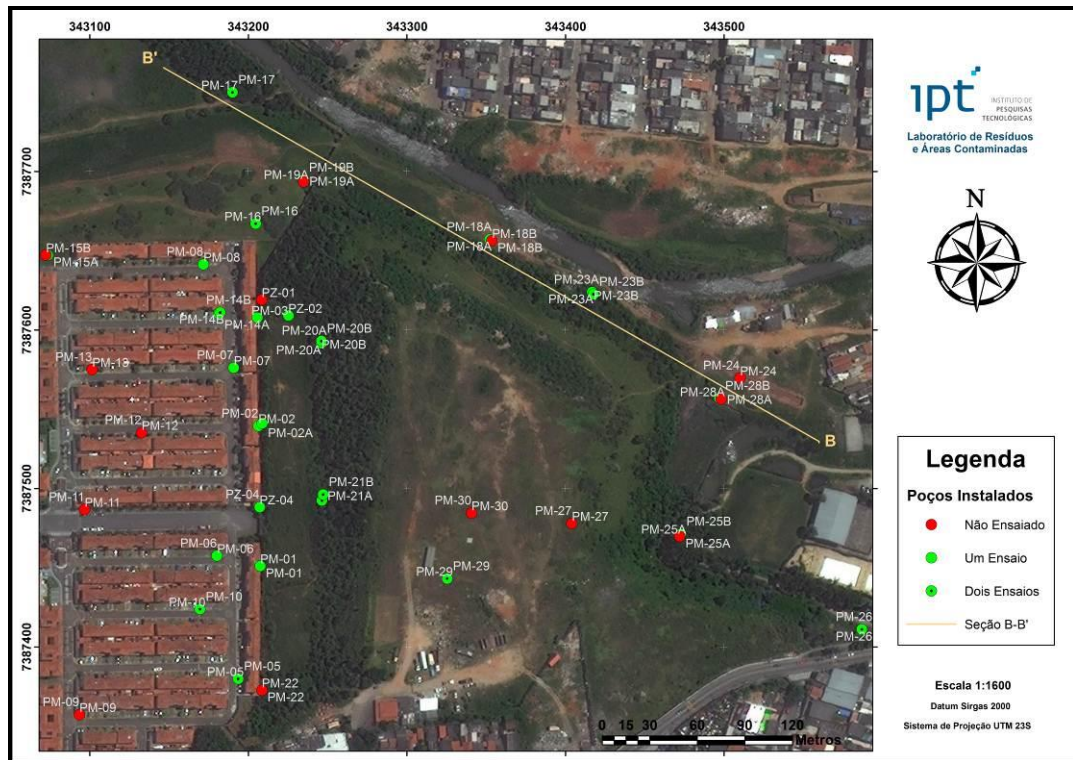 343100
343200
343300
343400
343500
7387700
7387600
7387500
7387400
B'
PM-17
PM-17
PM-19B
PM-19A
PM-19A
PM-16
PM-16
PM-18A
PM-18B
PM-18A
PM-18B
PM-15B
PM-15A
PM-08
PM-08
PM-23A
PM-23B
PM-23A
PM-23B
PZ-01
PM-14B
PM-03
PZ-02
PM-14B
PM-14A
PM-20A
PM-20B
PM-20A
PM-20B
PM-13
PM-13
PM-07
PM-07
PM-24
PM-24
PM-28B
PM-28A
PM-28A
PM-12
PM-12
PM-02
PM-02
PM-02A
B
PM-11
PM-11
PZ-04
PZ-04
PM-21B
PM-21A
PM-30
PM-30
PM-27
PM-27
PM-25B
PM-25A
PM-25A
PM-06
PM-06
PM-01
PM-01
PM-29
PM-29
PM-10
PM-10
PM-26
PM-26
PM-05
PM-05
PM-22
PM-22
PM-09
PM-09
0 15 30 60 90 120
Metros
ipt
INSTITUTO DE
PESQUISAS
TECNOLÓGICAS
Laboratório de Resíduos
e Áreas Contaminadas
N
Legenda
Poços Instalados
Não Ensaiado
Um Ensaio
Dois Ensaios
Seção B-B'
Escala 1:1600
Datum Sirgas 2000
Sistema de Projeção UTM 23S